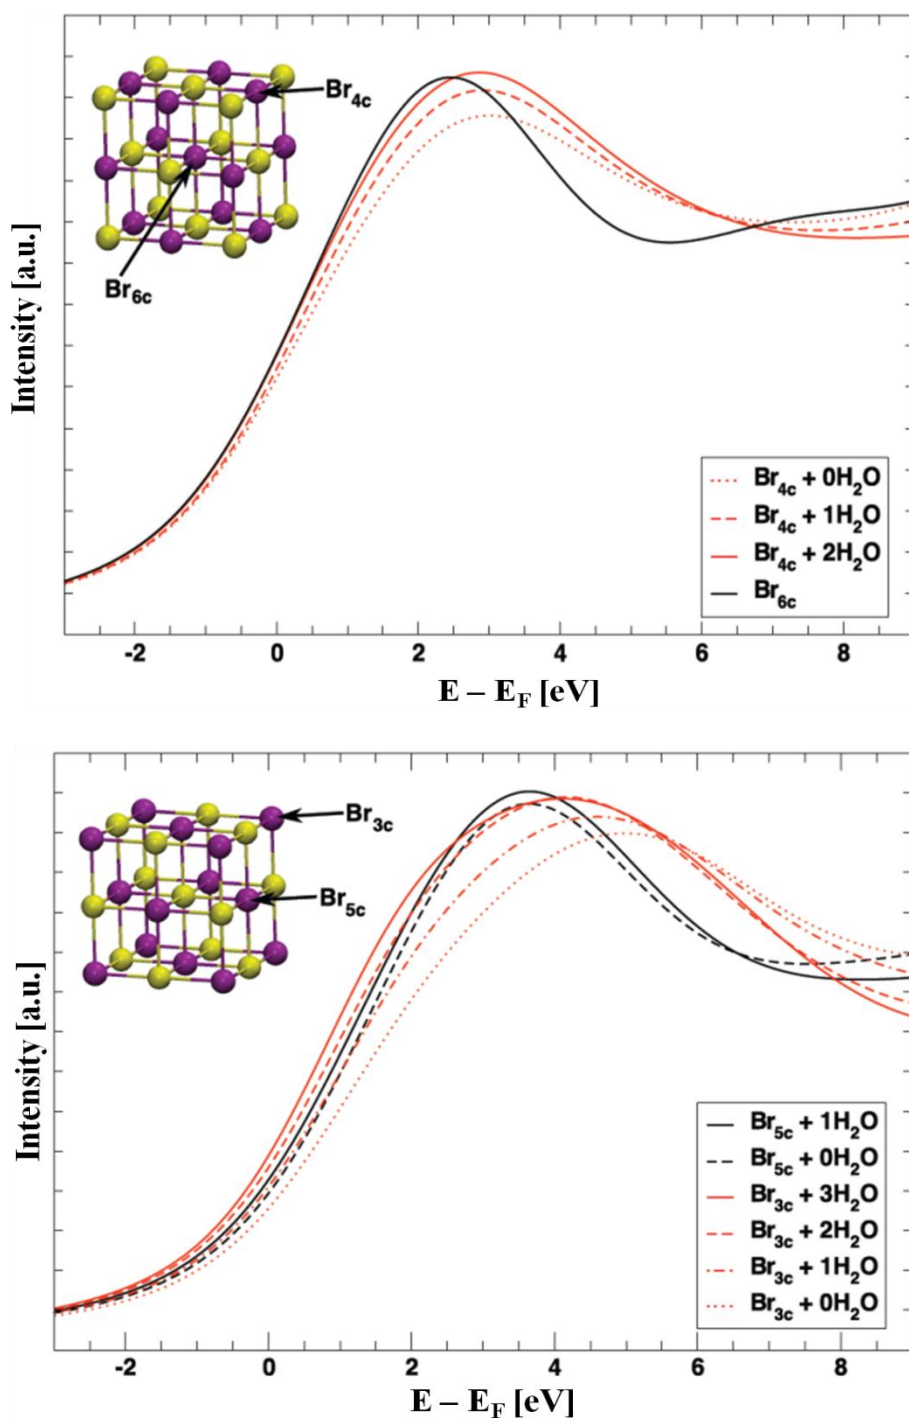 Br4c
Br6c
Intensity [a.u.]
Br4c + 0H2O
Br4c + 1H2O
Br4c + 2H2O
Br6c
-2 0 2 4 6 8
E – EF [eV]
Br3c
Br5c
Intensity [a.u.]
Br5c + 1H2O
Br5c + 0H2O
Br3c + 3H2O
Br3c + 2H2O
Br3c + 1H2O
Br3c + 0H2O
-2 0 2 4 6 8
E – EF [eV]